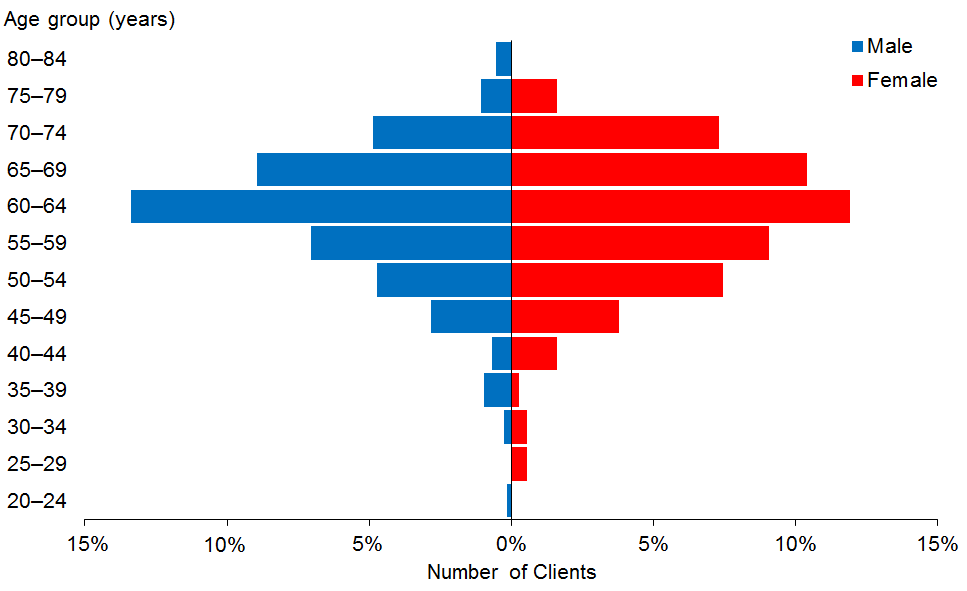 Age group (years)
Male
Female
80–84
75–79
70–74
65–69
60–64
55–59
50–54
45–49
40–44
35–39
30–34
25–29
20–24
15% 10% 5% 0% 5% 10% 15%
Number of Clients